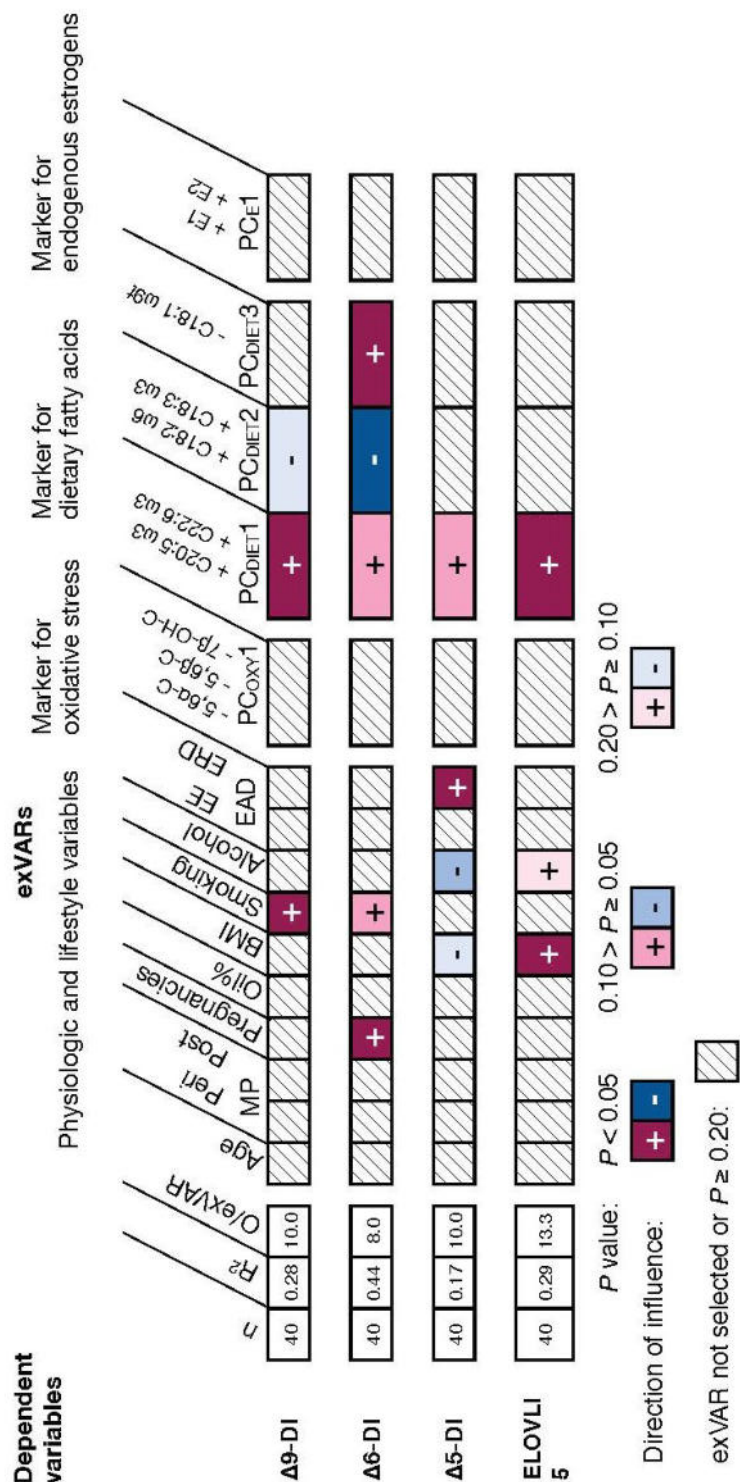 exVARs
Dependent
variables
Physiologic and lifestyle variables
Marker for
oxidative stress
Marker for
dietary fatty acids
Marker for
endogenous estrogens
n
R²
O/exVAR
Age
Peri
Post
MP
Pregnancies
Oil%
BMI
Smoking
Alcohol
EE
ERD
EAD
- 5,6α-C
- 5,6β-C
- 7β-OH-C
PCOXY1
+ C20:5 ω3
+ C22:6 ω3
PCDIET1
+ C18:2 ω6
+ C18:3 ω3
PCDIET2
- C18:1 ω9t
PCDIET3
+ E1
+ E2
PCE1
Δ9-DI 40 0.28 10.0 + + -
Δ6-DI 40 0.44 8.0 + + + - +
Δ5-DI 40 0.17 10.0 - - + +
ELOVLI
5 40 0.29 13.3 + + +
P value: P < 0.05 0.10 > P ≥ 0.05 0.20 > P ≥ 0.10
Direction of influence: + - + - + -
exVAR not selected or P ≥ 0.20: